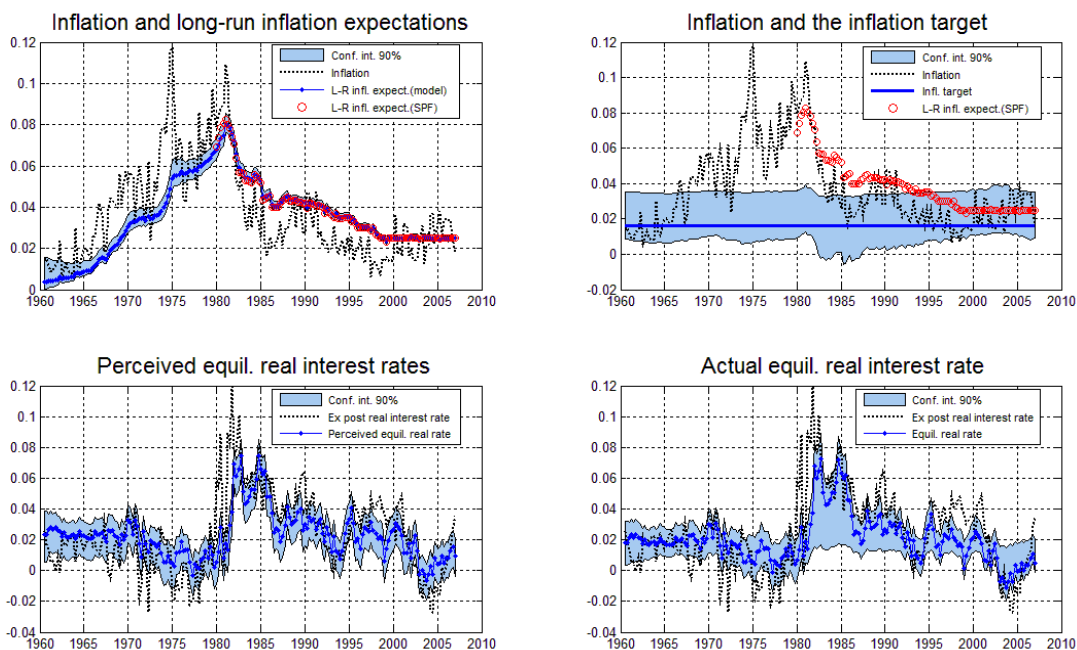 Inflation and long-run inflation expectations
0.12
0.1
0.08
0.06
0.04
0.02
0
1960 1965 1970 1975 1980 1985 1990 1995 2000 2005 2010
Conf. int. 90%
Inflation
L-R infl. expect.(model)
L-R infl. expect.(SPF)
Inflation and the inflation target
0.12
0.1
0.08
0.06
0.04
0.02
0
-0.02
1960 1965 1970 1975 1980 1985 1990 1995 2000 2005 2010
Conf. int. 90%
Inflation
Infl. target
L-R infl. expect.(SPF)
Perceived equil. real interest rates
0.12
0.1
0.08
0.06
0.04
0.02
0
-0.02
-0.04
1960 1965 1970 1975 1980 1985 1990 1995 2000 2005 2010
Conf. int. 90%
Ex post real interest rate
Perceived equil. real rate
Actual equil. real interest rate
0.12
0.1
0.08
0.06
0.04
0.02
0
-0.02
-0.04
1960 1965 1970 1975 1980 1985 1990 1995 2000 2005 2010
Conf. int. 90%
Ex post real interest rate
Equil. real rate